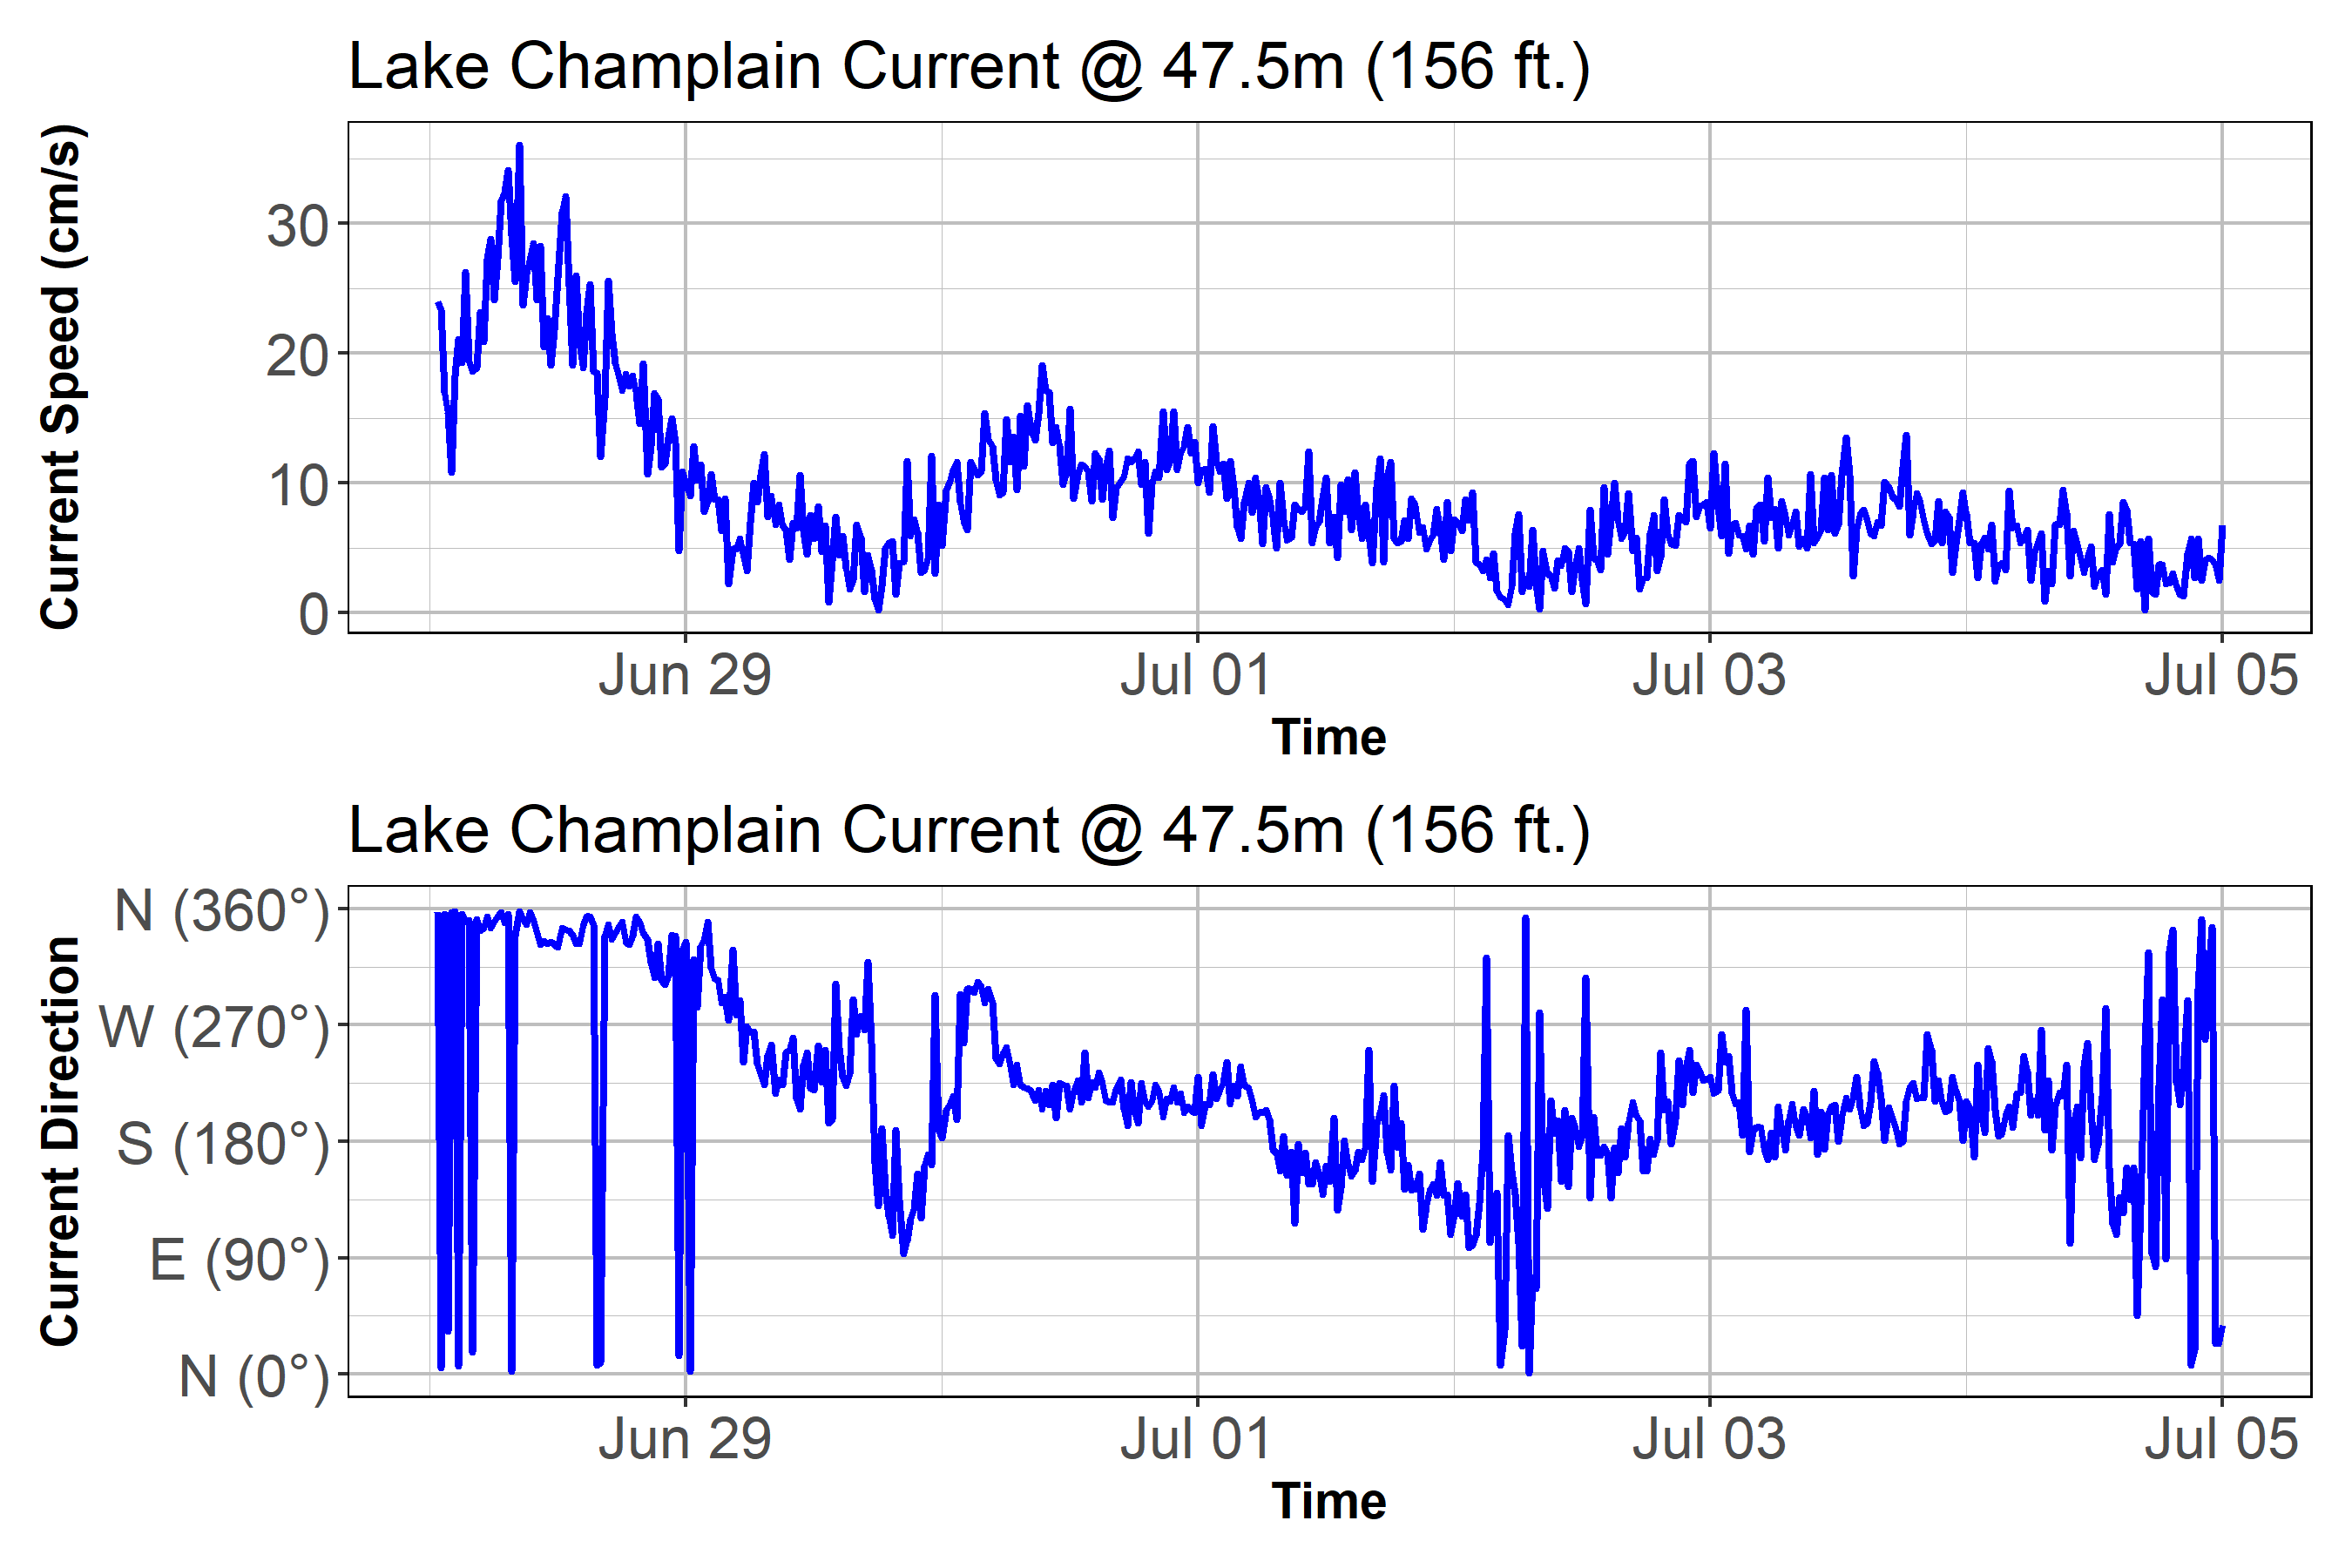 Lake Champlain Current @ 47.5m (156 ft.)
Current Speed (cm/s)
30
20
10
0
Jun 29 Jul 01 Jul 03 Jul 05
Time
Lake Champlain Current @ 47.5m (156 ft.)
Current Direction
N (360°)
W (270°)
S (180°)
E (90°)
N (0°)
Jun 29 Jul 01 Jul 03 Jul 05
Time